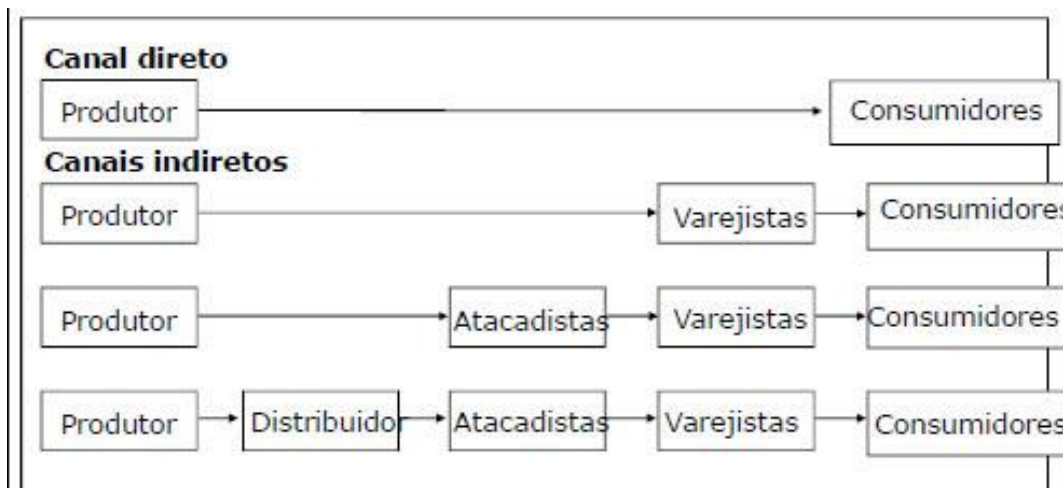 Canal direto
Produtor Consumidores
Canais indiretos
Produtor Varejistas Consumidores
Produtor Atacadistas Varejistas Consumidores
Produtor Distribuidor Atacadistas Varejistas Consumidores